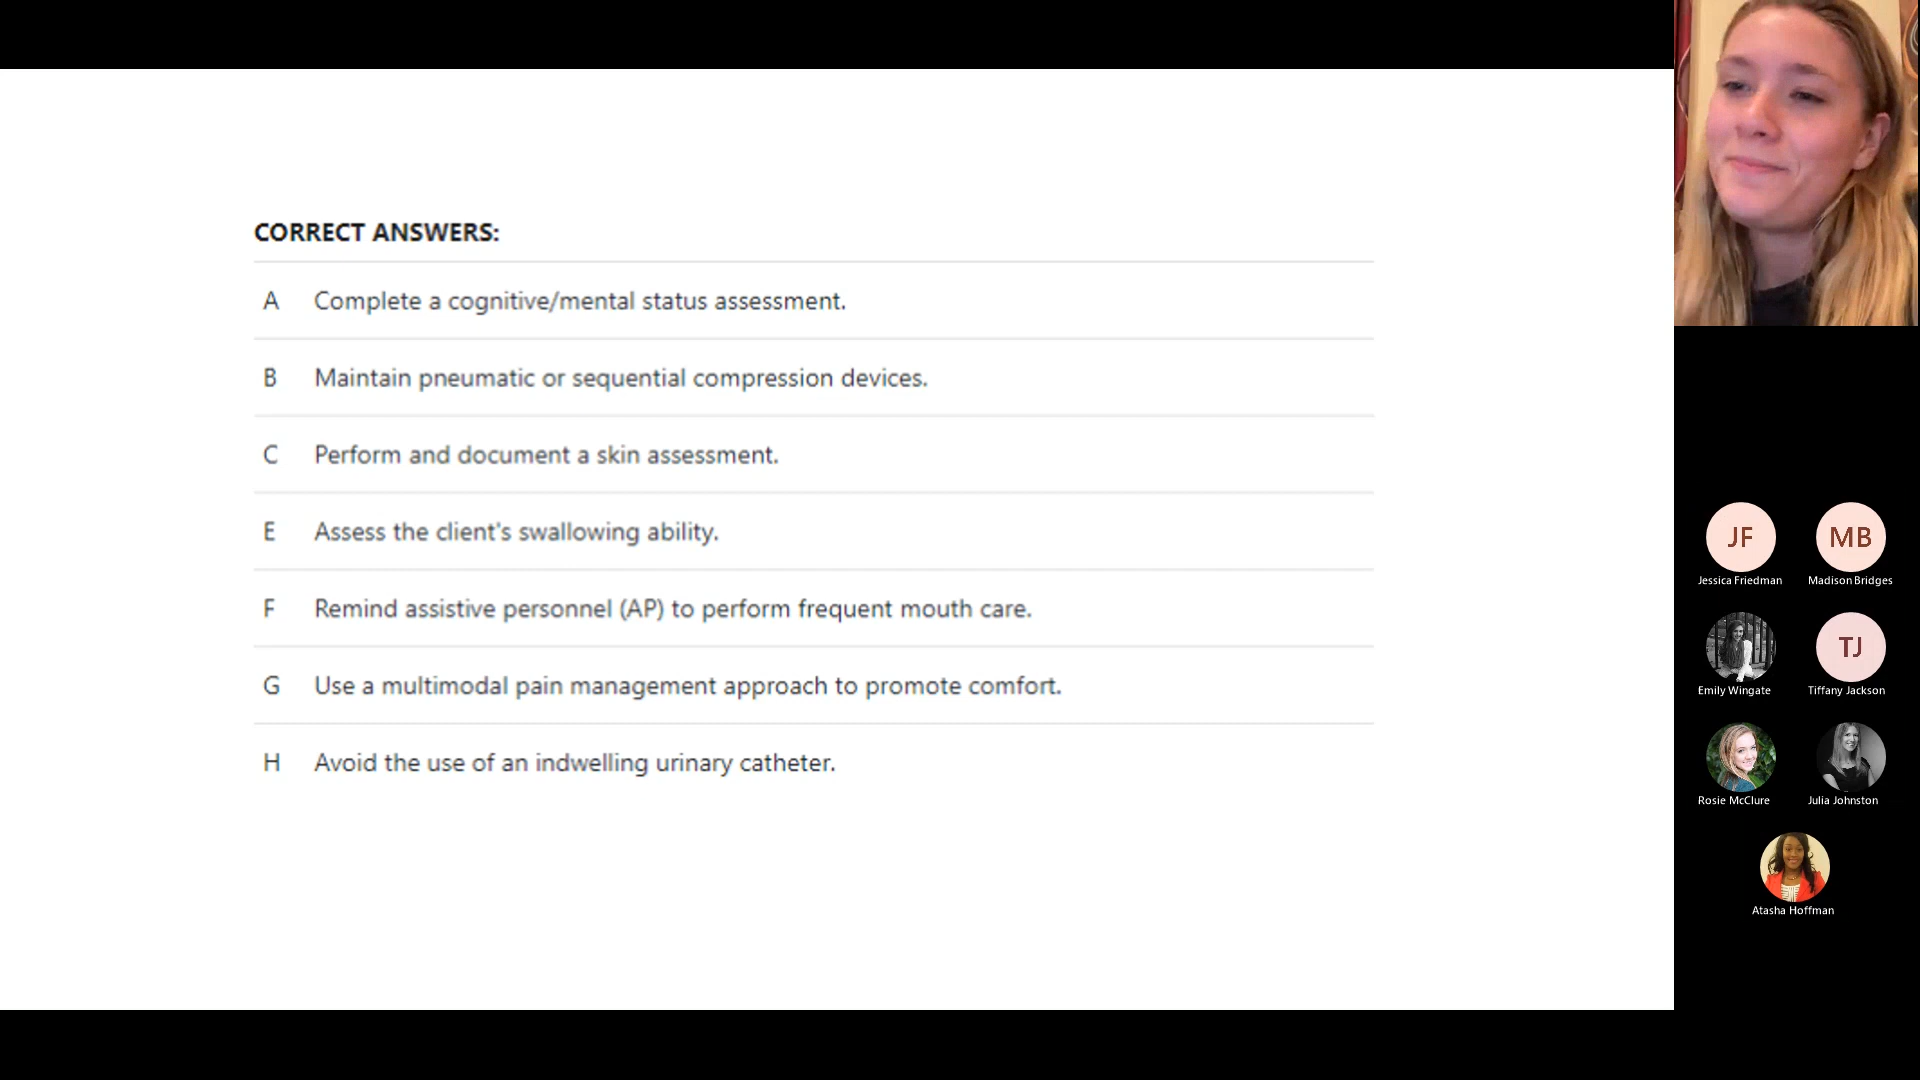 CORRECT ANSWERS:
A Complete a cognitive/mental status assessment.
B Maintain pneumatic or sequential compression devices.
C Perform and document a skin assessment.
E Assess the client's swallowing ability.
F Remind assistive personnel (AP) to perform frequent mouth care.
G Use a multimodal pain management approach to promote comfort.
H Avoid the use of an indwelling urinary catheter.
JF MB
Jessica Friedman Madison Bridges
TJ
Emily Wingate Tiffany Jackson
Rosie McClure Julia Johnston
Atasha Hoffman